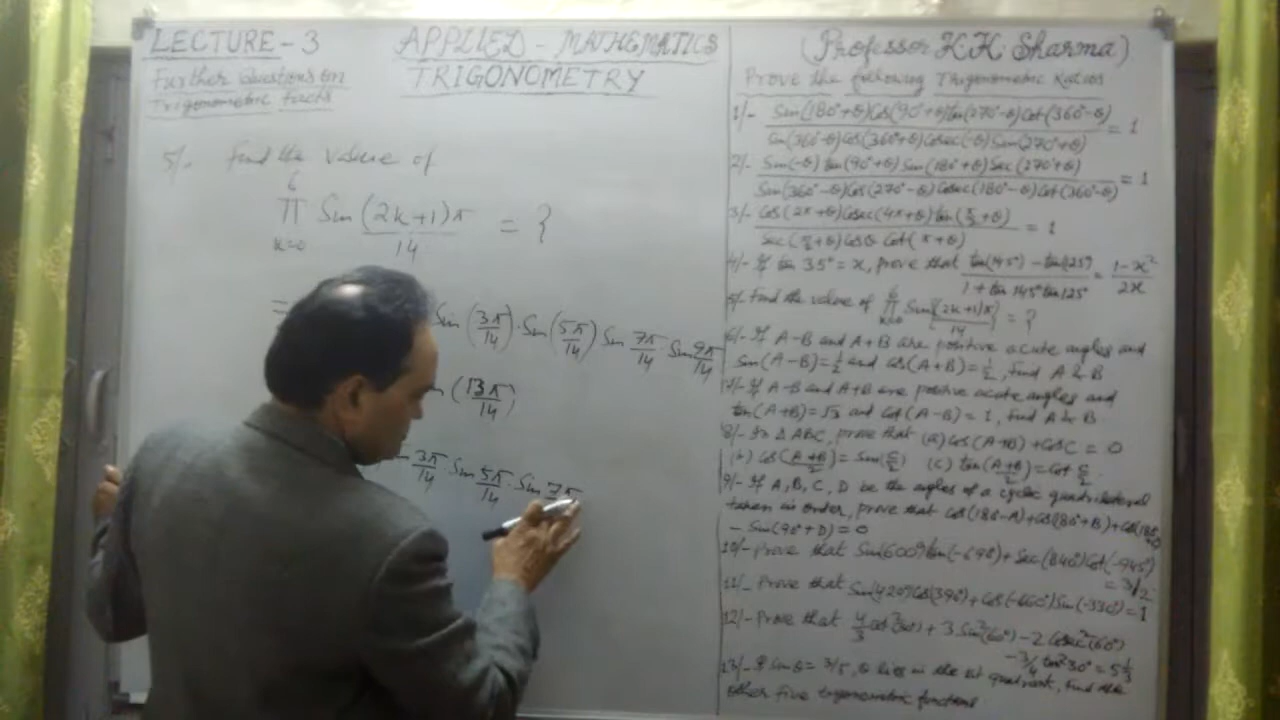 LECTURE-3
Further Questions on
Trigonometric facts
APPLIED - MATHEMATICS
TRIGONOMETRY
5/- Find the value of
6
π Sin (2k+1)π = ?
k=0 14
=
Sin (3π/14) · Sin (5π/14) Sin 7π/14 · Sin 9π/14
(13π/14)
3π/14 · Sin 5π/14 · Sin 7π
(Professor K.K. Sharma)
Prove the following Trigonometric Ratios
1/- Sin(180°+θ)Cos(90°+θ)tan(270°-θ)Cot(360°-θ) = 1
Sin(360°-θ)Cos(360°+θ)Cosec(-θ)Sin(270°+θ)
2/- Sin(-θ) tan(90°+θ) Sin(180°+θ) Sec(270°+θ) = 1
Sin(360°-θ)Cos(270°-θ)Cosec(180°-θ)Cot(360°-θ)
3/- Cos(2π+θ)Cosec(4π+θ)tan(π/2+θ) = 1
Sec(π/2+θ)Cosθ Cot(π+θ)
4/- If tan 35° = x, prove that tan(145°) - tan(125°) = 1-x²
1 + tan 145° tan 125° 2x
5/- Find the value of 6 π k=0 Sin{(2k+1)π/14} = ?
6/- If A-B and A+B are positive acute angles and
Sin(A-B)=½ and Cos(A+B)=½, find A & B
7/- If A-B and A+B are positive acute angles and
tan(A+B)=√3 and Cot(A-B) = 1, find A & B
8/- In Δ ABC, prove that (a) Cos(A+B) + CosC = 0
(b) Cos(A+B/2) = Sin(C/2) (c) tan(A+B/2) = Cot C/2
9/- If A, B, C, D be the angles of a cyclic quadrilateral
taken in order, prove that Cos(180-A)+Cos(180+B)+Cos(180
- Sin(90+D) = 0
10/- Prove that Sin(600°)tan(-690°) + Sec(840°)Cot(-945°)
= 3/2
11/- Prove that Sin(420°)Cos(390°) + Cos(-660°)Sin(-330°) = 1
12/- Prove that 4/3 Cot²(30°) + 3 Sin²(60°) - 2 Cosec²(60°)
- 3/4 tan²30° = 5⅓
13/- If Sinθ = 3/5, θ lies in the 1st quadrant, find the
other five trigonometric functions